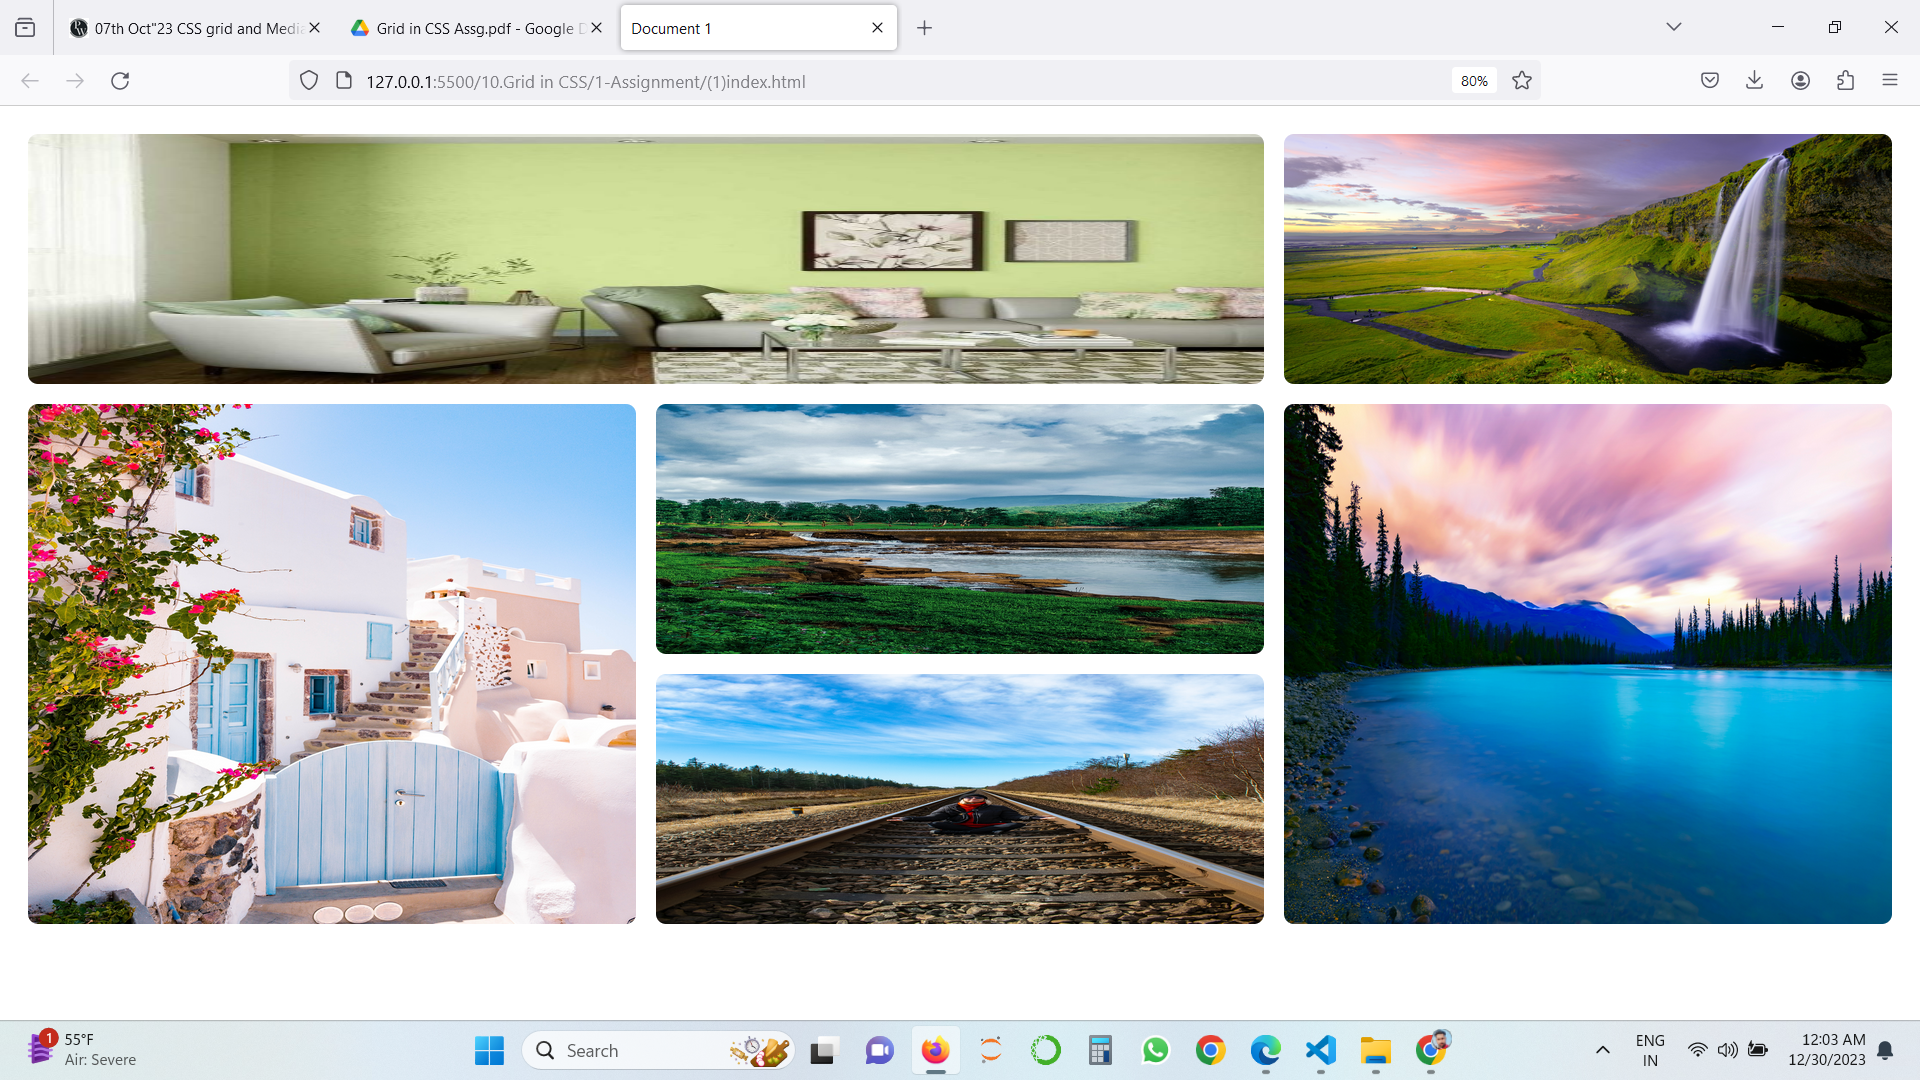 07th Oct"23 CSS grid and Media
Grid in CSS Assg.pdf - Google D
Document 1
127.0.0.1:5500/10.Grid in CSS/1-Assignment/(1)index.html
80%
1
55°F
Air: Severe
Search
ENG
IN
12:03 AM
12/30/2023